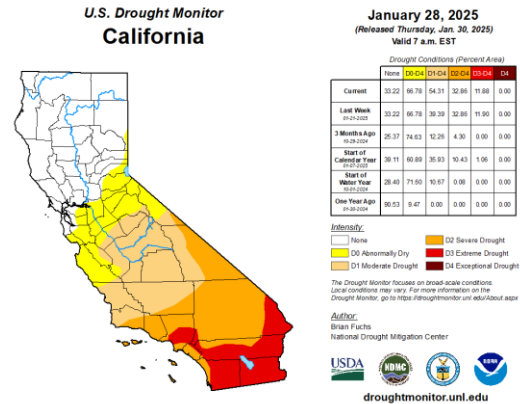 U.S. Drought Monitor
California
January 28, 2025
(Released Thursday, Jan. 30, 2025)
Valid 7 a.m. EST
Drought Conditions (Percent Area)
None D0-D4 D1-D4 D2-D4 D3-D4 D4
Current 33.22 66.78 54.31 32.86 11.88 0.00
Last Week 33.22 66.78 39.39 32.86 11.90 0.00
01-21-2025
3 Months Ago 25.37 74.63 12.26 4.30 0.00 0.00
10-29-2024
Start of
Calendar Year 39.11 60.89 35.93 10.43 1.06 0.00
01-07-2025
Start of
Water Year 28.40 71.60 10.67 0.08 0.00 0.00
10-01-2024
One Year Ago 90.53 9.47 0.00 0.00 0.00 0.00
01-30-2024
Intensity:
None
D0 Abnormally Dry
D1 Moderate Drought
D2 Severe Drought
D3 Extreme Drought
D4 Exceptional Drought
The Drought Monitor focuses on broad-scale conditions.
Local conditions may vary. For more information on the
Drought Monitor, go to https://droughtmonitor.unl.edu/About.aspx
Author:
Brian Fuchs
National Drought Mitigation Center
USDA
NDMC
NOAA
droughtmonitor.unl.edu